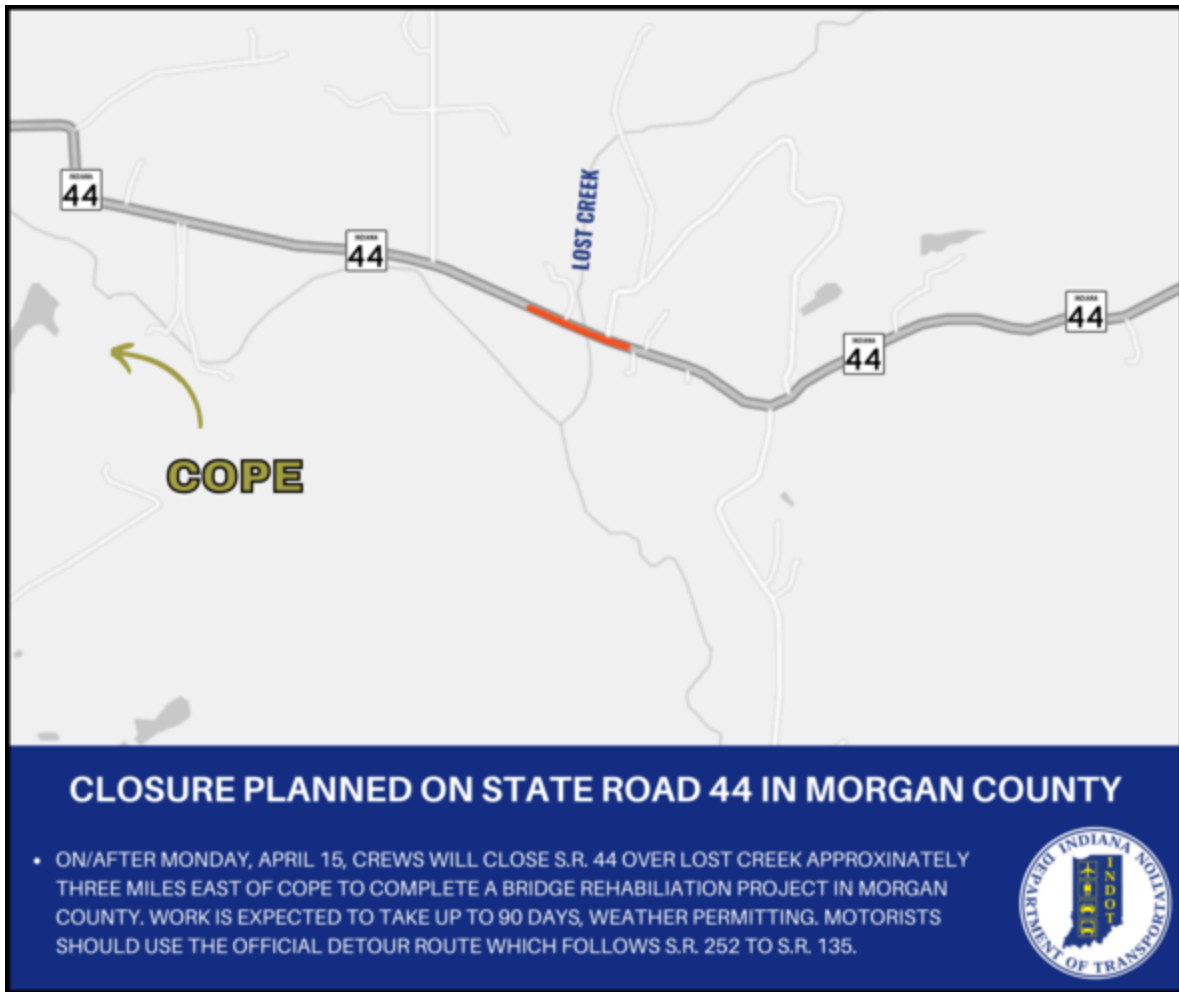 INDIANA
44
INDIANA
44
LOST CREEK
INDIANA
44
INDIANA
44
COPE
CLOSURE PLANNED ON STATE ROAD 44 IN MORGAN COUNTY
• ON/AFTER MONDAY, APRIL 15, CREWS WILL CLOSE S.R. 44 OVER LOST CREEK APPROXINATELY
THREE MILES EAST OF COPE TO COMPLETE A BRIDGE REHABILIATION PROJECT IN MORGAN
COUNTY. WORK IS EXPECTED TO TAKE UP TO 90 DAYS, WEATHER PERMITTING. MOTORISTS
SHOULD USE THE OFFICIAL DETOUR ROUTE WHICH FOLLOWS S.R. 252 TO S.R. 135.
INDIANA DEPARTMENT OF TRANSPORTATION
INDOT